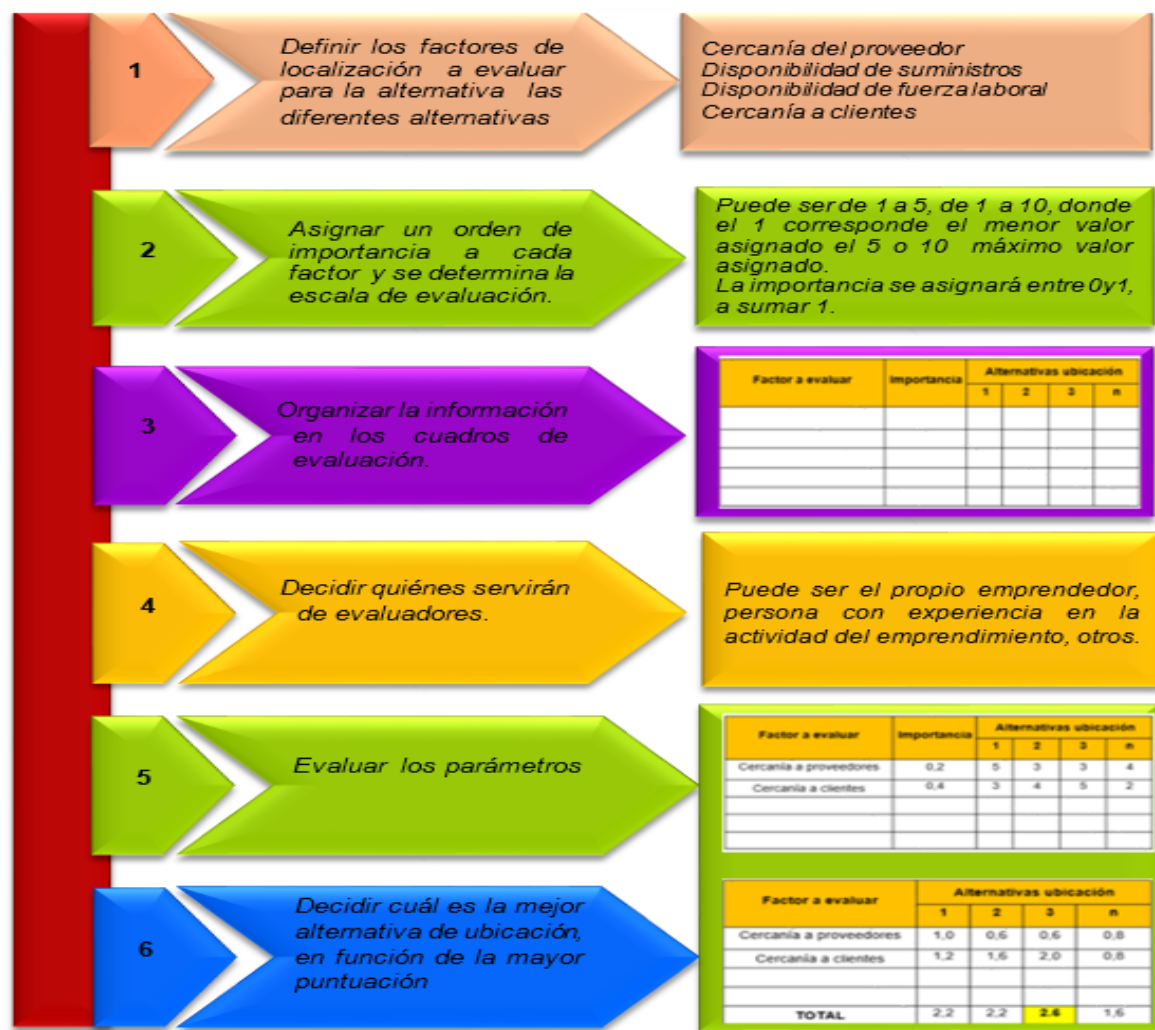 1
Definir los factores de
localización a evaluar
para la alternativa las
diferentes alternativas
Cercanía del proveedor
Disponibilidad de suministros
Disponibilidad de fuerza laboral
Cercanía a clientes
2
Asignar un orden de
importancia a cada
factor y se determina la
escala de evaluación.
Puede ser de 1 a 5, de 1 a 10, donde
el 1 corresponde el menor valor
asignado el 5 o 10 máximo valor
asignado.
La importancia se asignará entre 0y1,
a sumar 1.
3
Organizar la información
en los cuadros de
evaluación.
Factor a evaluar Importancia Alternativas ubicación
1 2 3 n
4
Decidir quiénes servirán
de evaluadores.
Puede ser el propio emprendedor,
persona con experiencia en la
actividad del emprendimiento, otros.
5
Evaluar los parámetros
Factor a evaluar Importancia Alternativas ubicación
1 2 3 n
Cercanía a proveedores 0,2 5 3 3 4
Cercanía a clientes 0,4 3 4 5 2
6
Decidir cuál es la mejor
alternativa de ubicación,
en función de la mayor
puntuación
Factor a evaluar Alternativas ubicación
1 2 3 n
Cercanía a proveedores 1,0 0,6 0,6 0,8
Cercanía a clientes 1,2 1,6 2,0 0,8
TOTAL 2,2 2,2 2.6 1,6